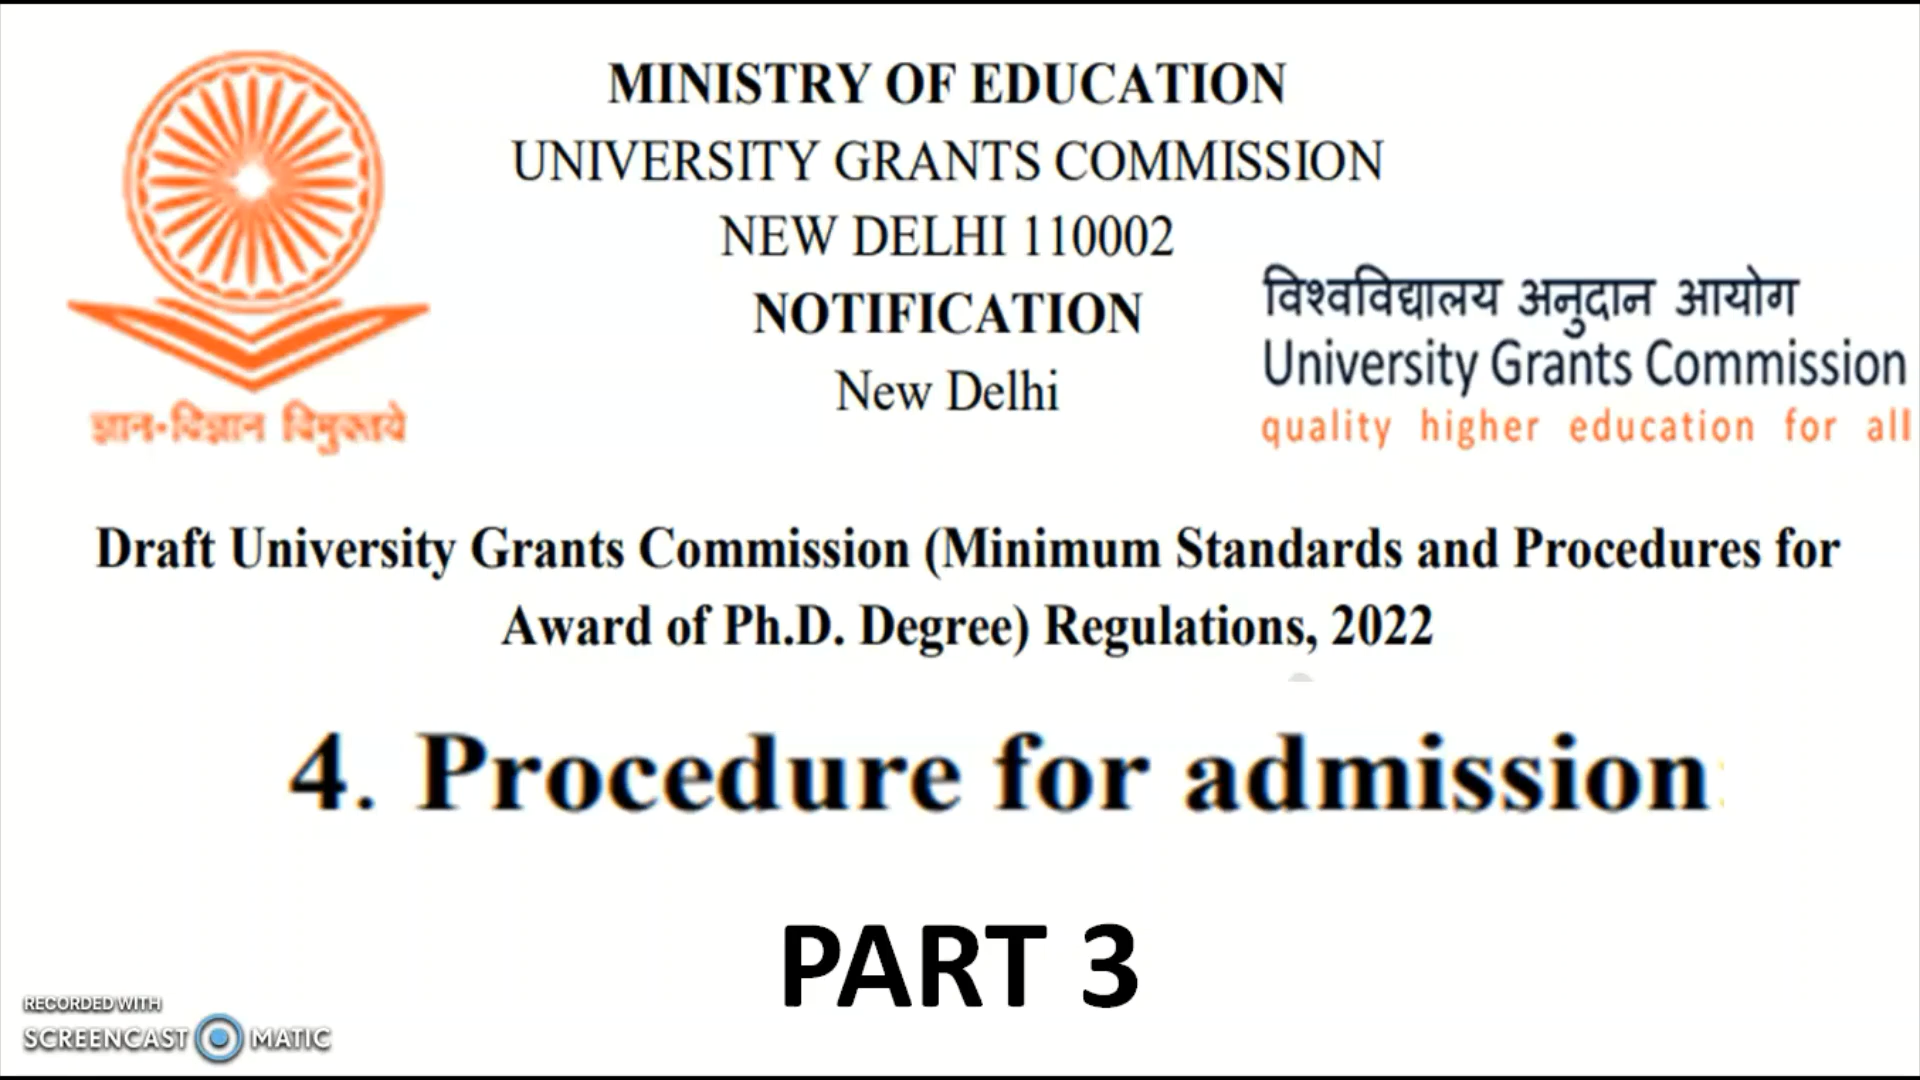 MINISTRY OF EDUCATION
UNIVERSITY GRANTS COMMISSION
NEW DELHI 110002
NOTIFICATION
New Delhi
ज्ञान-विज्ञान विमुक्तये
विश्वविद्यालय अनुदान आयोग
University Grants Commission
quality higher education for all
Draft University Grants Commission (Minimum Standards and Procedures for
Award of Ph.D. Degree) Regulations, 2022
4. Procedure for admission:
PART 3
RECORDED WITH
SCREENCAST MATIC